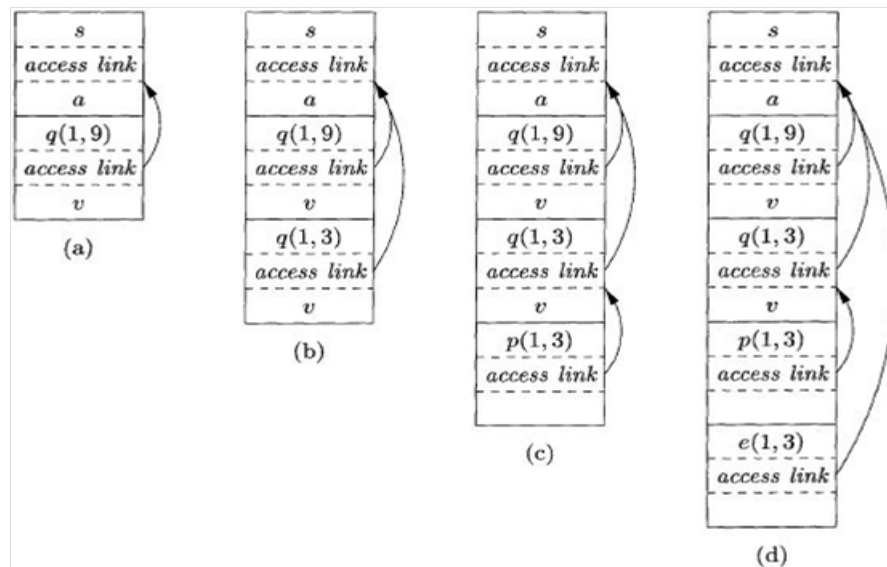 s
access link
a
q(1,9)
access link
v
(a)
s
access link
a
q(1,9)
access link
v
q(1,3)
access link
v
(b)
s
access link
a
q(1,9)
access link
v
q(1,3)
access link
v
p(1,3)
access link
(c)
s
access link
a
q(1,9)
access link
v
q(1,3)
access link
v
p(1,3)
access link
e(1,3)
access link
(d)